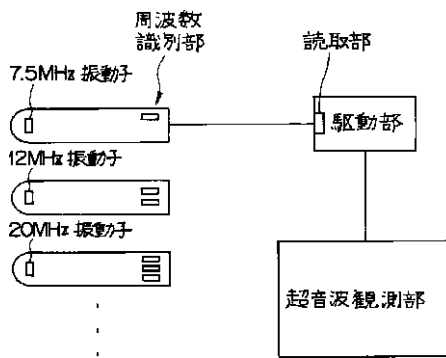 周波数
識別部
読取部
7.5MHz 振動子
駆動部
12MHz 振動子
20MHz 振動子
超音波観測部